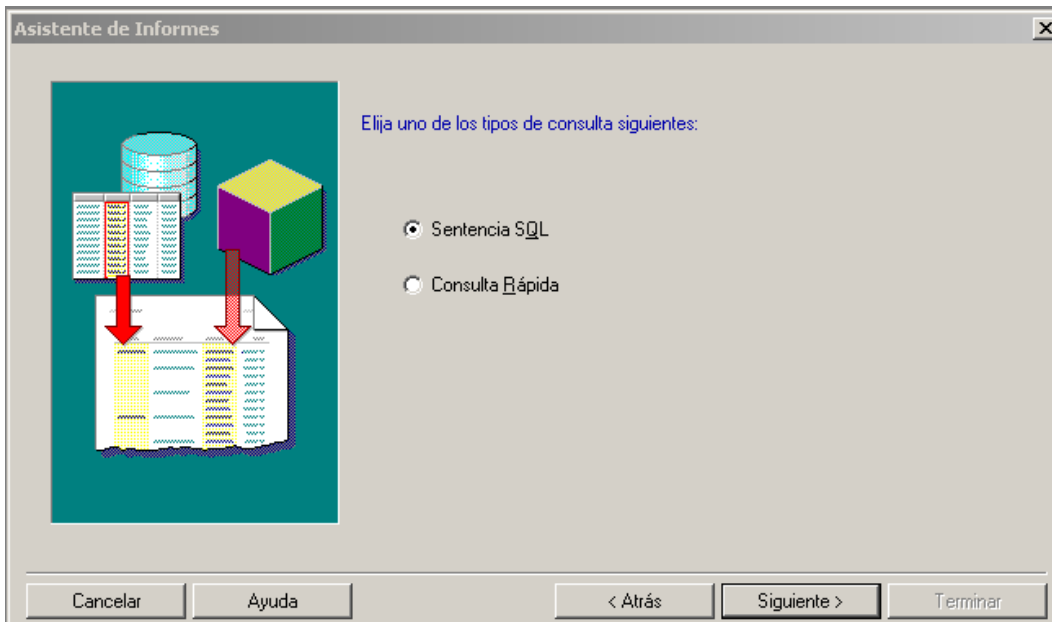 Asistente de Informes
Elija uno de los tipos de consulta siguientes:
Sentencia SQL
Consulta Rápida
Cancelar
Ayuda
< Atrás
Siguiente >
Terminar